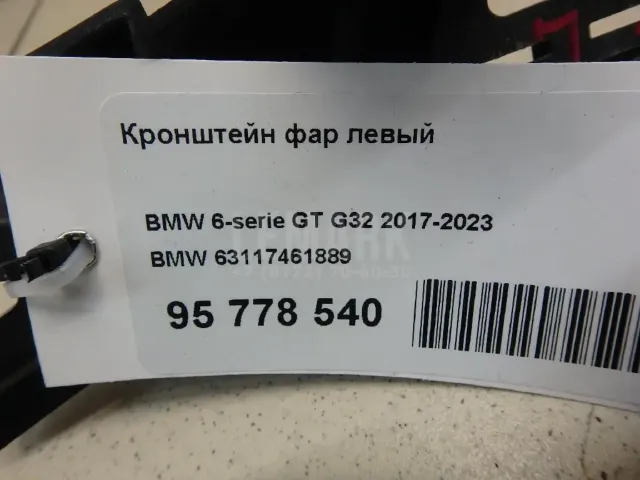 Кронштейн фар левый
BMW 6-serie GT G32 2017-2023
BMW 63117461889
95 778 540